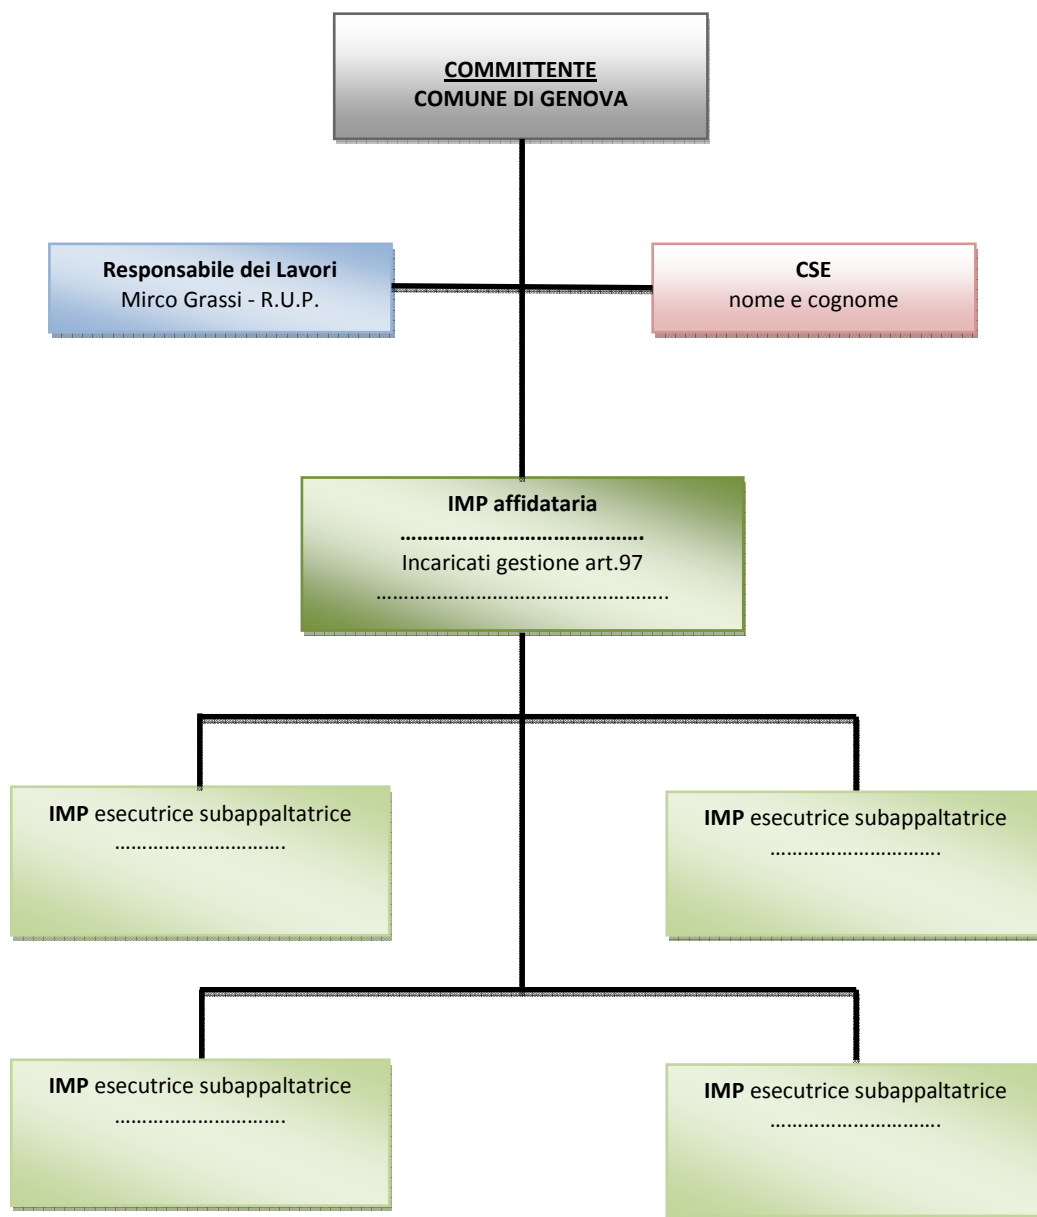 COMMITTENTE
COMUNE DI GENOVA
Responsabile dei Lavori
Mirco Grassi - R.U.P.
CSE
nome e cognome
IMP affidataria
…………………………………….
Incaricati gestione art.97
……………………………………………..
IMP esecutrice subappaltatrice
………………………….
IMP esecutrice subappaltatrice
………………………….
IMP esecutrice subappaltatrice
………………………….
IMP esecutrice subappaltatrice
………………………….